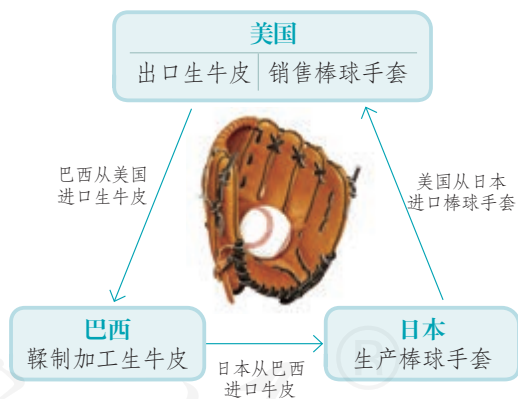 美国
出口生牛皮 销售棒球手套
巴西从美国
进口生牛皮
美国从日本
进口棒球手套
巴西
鞣制加工生牛皮
日本从巴西
进口牛皮
日本
生产棒球手套